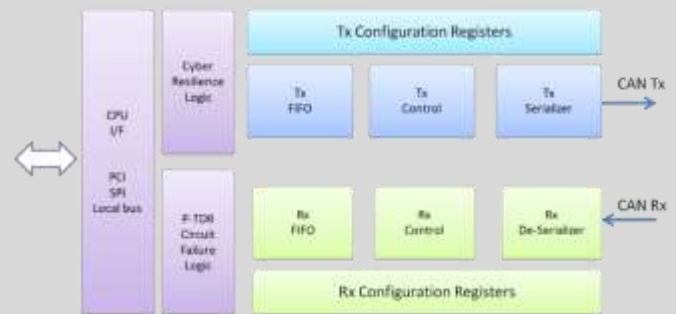 CPU
I/F
PCI
SPI
Local bus
Cyber
Resilience
Logic
Circuit
Failure
Logic
Tx Configuration Registers
Tx
FIFO
Tx
Control
Tx
Serializer
CAN Tx
Rx
FIFO
Rx
Control
Rx
De-Serializer
CAN Rx
Rx Configuration Registers